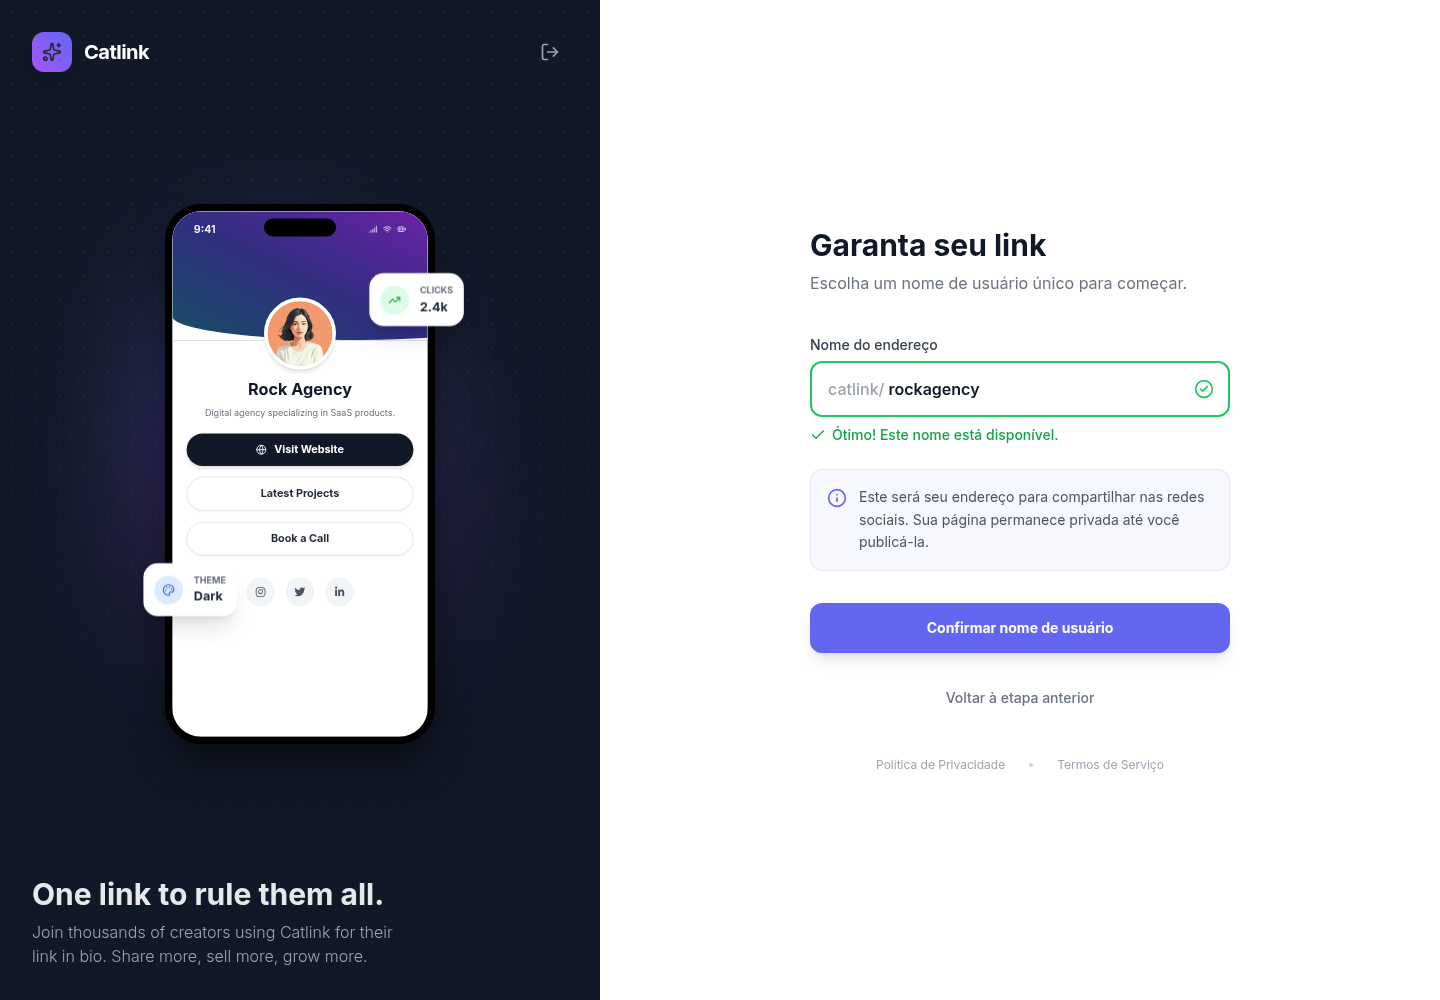 Catlink
9:41
CLICKS
2.4k
Rock Agency
Digital agency specializing in SaaS products.
Visit Website
Latest Projects
Book a Call
THEME
Dark
One link to rule them all.
Join thousands of creators using Catlink for their
link in bio. Share more, sell more, grow more.
Garanta seu link
Escolha um nome de usuário único para começar.
Nome do endereço
catlink/ rockagency
Ótimo! Este nome está disponível.
Este será seu endereço para compartilhar nas redes
sociais. Sua página permanece privada até você
publicá-la.
Confirmar nome de usuário
Voltar à etapa anterior
Política de Privacidade • Termos de Serviço